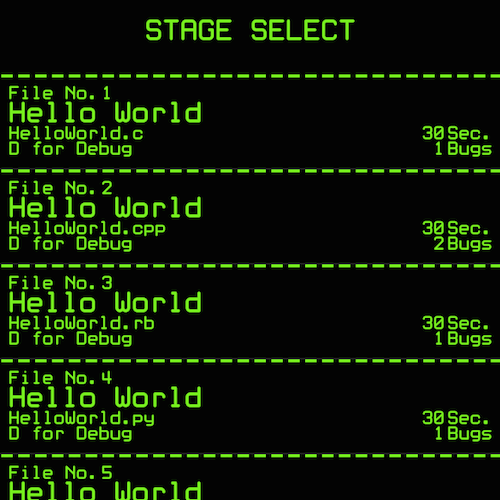 STAGE SELECT
File No.1
Hello World
HelloWorld.c 30Sec.
D for Debug 1Bugs
File No.2
Hello World
HelloWorld.cpp 30Sec.
D for Debug 2Bugs
File No.3
Hello World
HelloWorld.rb 30Sec.
D for Debug 1Bugs
File No.4
Hello World
HelloWorld.py 30Sec.
D for Debug 1Bugs
File No.5
Hello World